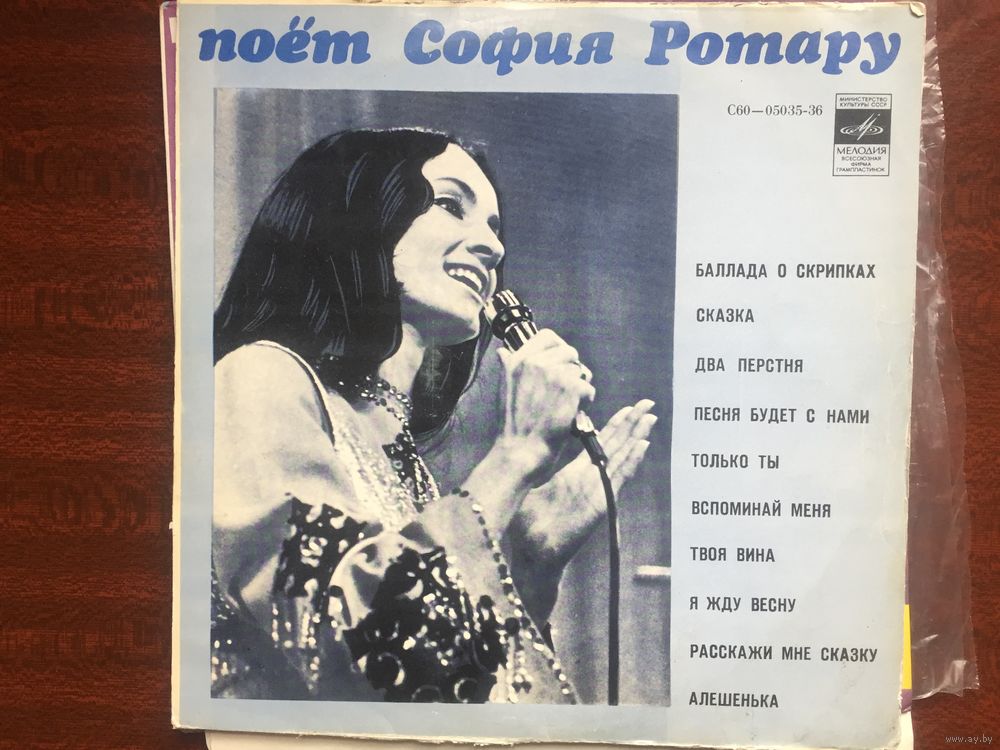 поёт София Ротару
С60—05035-36
МИНИСТЕРСТВО
КУЛЬТУРЫ СССР
МЕЛОДИЯ
ВСЕСОЮЗНАЯ
ФИРМА
ГРАМПЛАСТИНОК
БАЛЛАДА О СКРИПКАХ
СКАЗКА
ДВА ПЕРСТНЯ
ПЕСНЯ БУДЕТ С НАМИ
ТОЛЬКО ТЫ
ВСПОМИНАЙ МЕНЯ
ТВОЯ ВИНА
Я ЖДУ ВЕСНУ
РАССКАЖИ МНЕ СКАЗКУ
АЛЕШЕНЬКА
www.ay.by